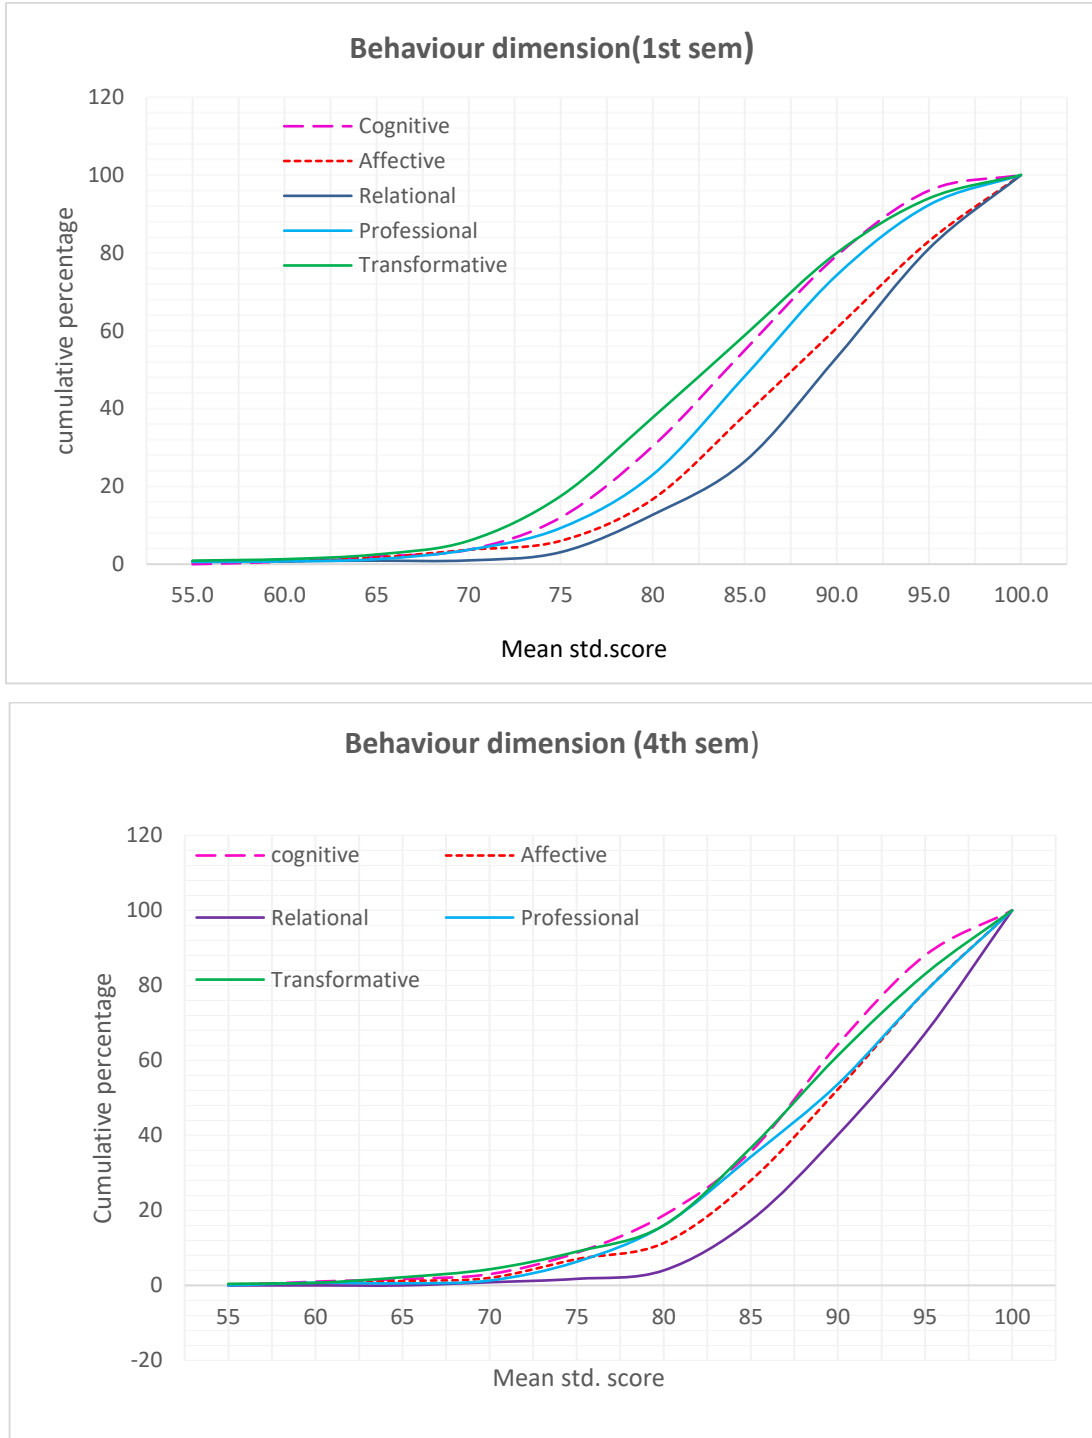 Behaviour dimension(1st sem)
120
100
80
60
40
20
0
cumulative percentage
Cognitive
Affective
Relational
Professional
Transformative
55.0 60.0 65 70 75 80 85.0 90.0 95.0 100.0
Mean std.score
Behaviour dimension (4th sem)
120
100
80
60
40
20
0
-20
Cumulative percentage
cognitive Affective
Relational Professional
Transformative
55 60 65 70 75 80 85 90 95 100
Mean std. score